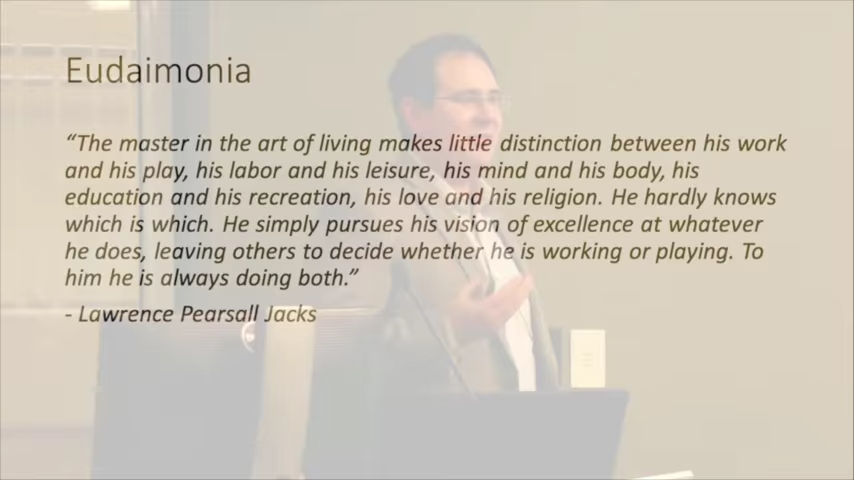 Eudaimonia
“The master in the art of living makes little distinction between his work
and his play, his labor and his leisure, his mind and his body, his
education and his recreation, his love and his religion. He hardly knows
which is which. He simply pursues his vision of excellence at whatever
he does, leaving others to decide whether he is working or playing. To
him he is always doing both.”
- Lawrence Pearsall Jacks